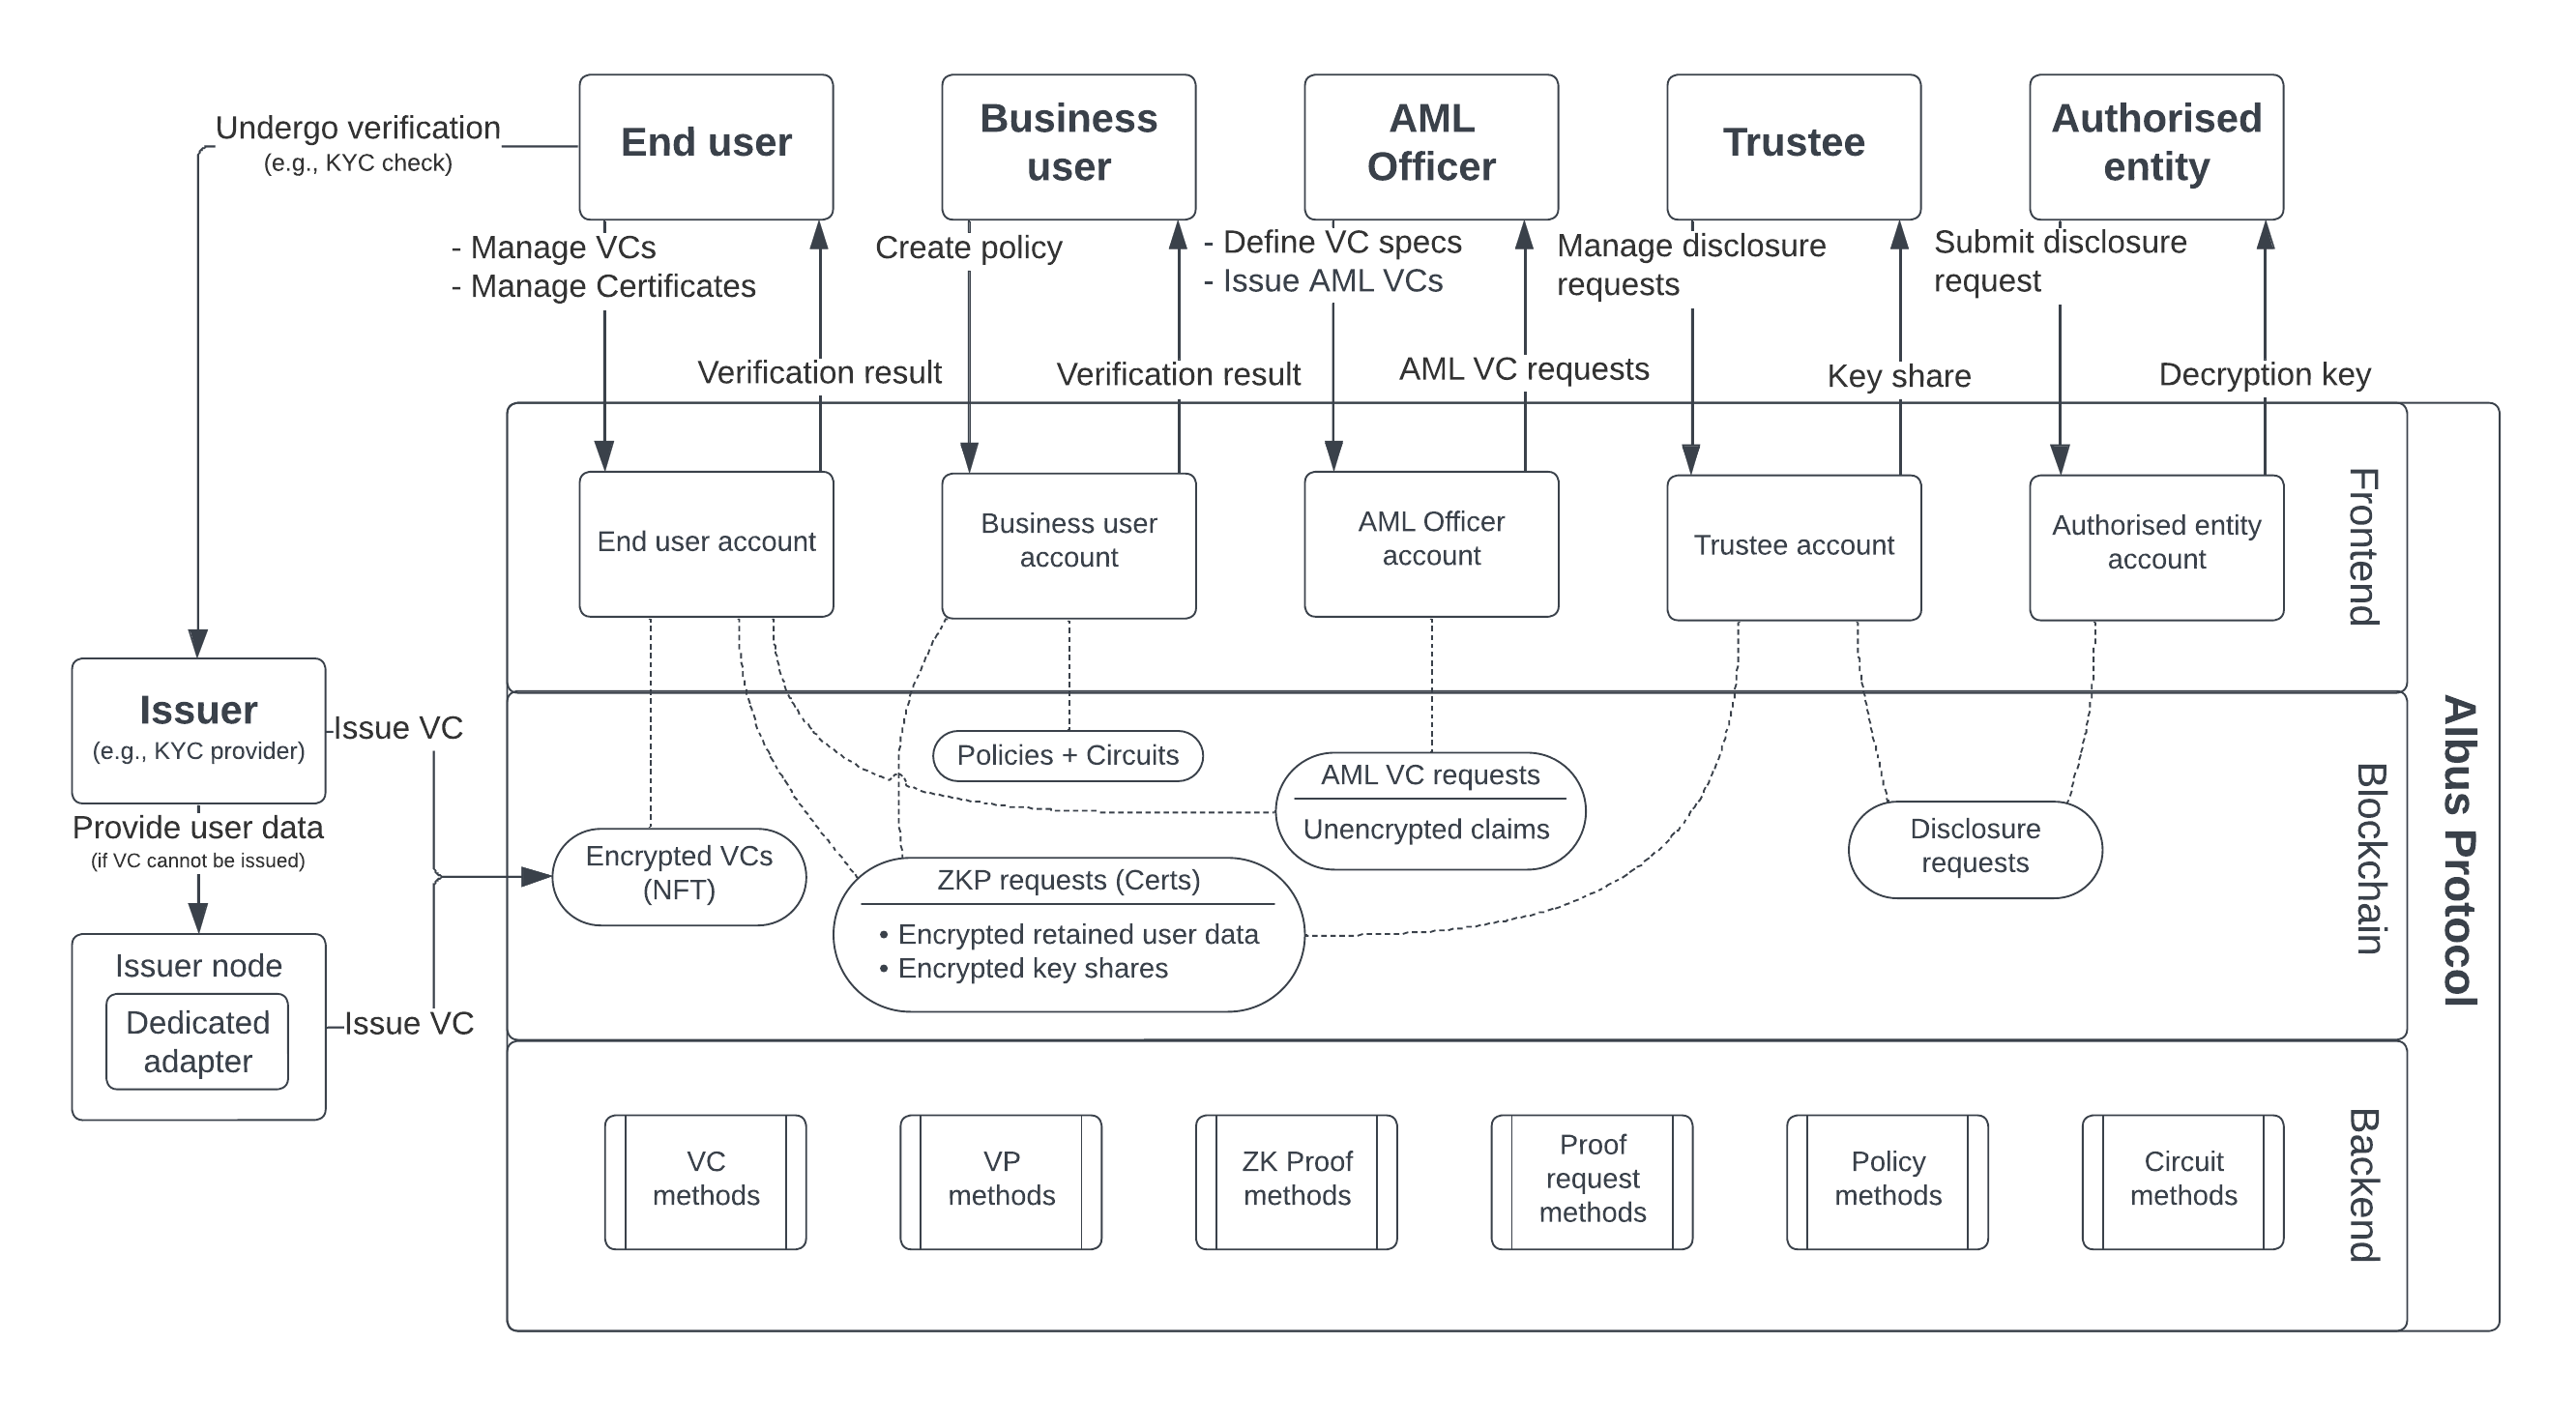 End user
Business
user
AML
Officer
Trustee
Authorised
entity
Undergo verification
(e.g., KYC check)
- Manage VCs
- Manage Certificates
Verification result
Create policy
Verification result
- Define VC specs
- Issue AML VCs
AML VC requests
Manage disclosure
requests
Key share
Submit disclosure
request
Decryption key
End user account
Business user
account
AML Officer
account
Trustee account
Authorised entity
account
Frontend
Issuer
(e.g., KYC provider)
Issue VC
Provide user data
(if VC cannot be issued)
Issuer node
Dedicated
adapter
Issue VC
Policies + Circuits
AML VC requests
Unencrypted claims
Encrypted VCs
(NFT)
ZKP requests (Certs)
• Encrypted retained user data
• Encrypted key shares
Disclosure
requests
Blockchain
Albus Protocol
VC
methods
VP
methods
ZK Proof
methods
Proof
request
methods
Policy
methods
Circuit
methods
Backend